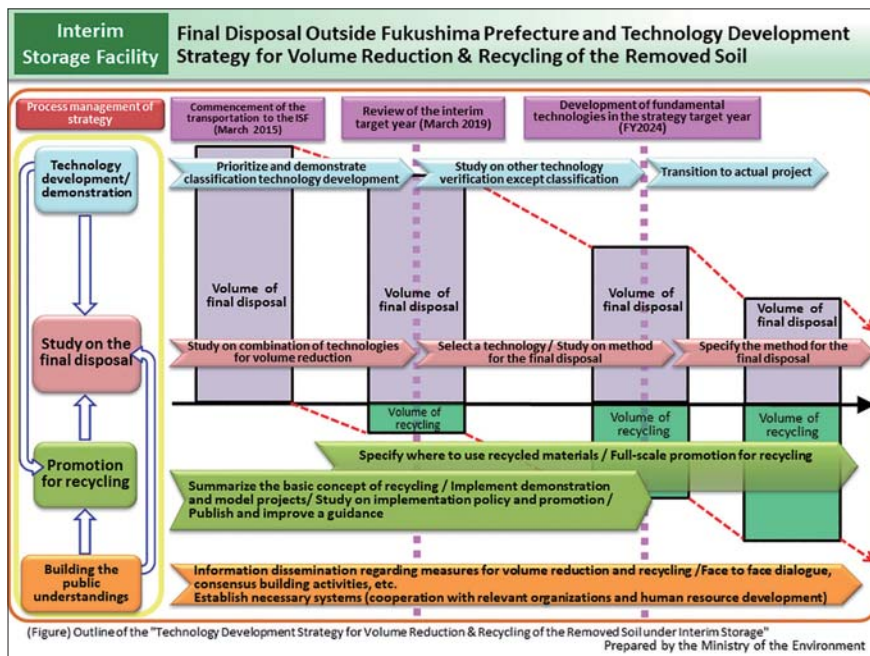 Interim
Storage Facility
Final Disposal Outside Fukushima Prefecture and Technology Development
Strategy for Volume Reduction & Recycling of the Removed Soil
Process management of
strategy
Commencement of the
transportation to the ISF
(March 2015)
Review of the interim
target year (March 2019)
Development of fundamental
technologies in the strategy target year
(FY2024)
Technology
development/
demonstration
Prioritize and demonstrate
classification technology development
Study on other technology
verification except classification
Transition to actual project
Volume of
final disposal
Volume of
final disposal
Volume of
final disposal
Volume of
final disposal
Study on the
final disposal
Study on combination of technologies
for volume reduction
Select a technology / Study on method
for the final disposal
Specify the method for the
final disposal
Volume of
recycling
Volume of
recycling
Volume of
recycling
Promotion
for recycling
Specify where to use recycled materials / Full-scale promotion for recycling
Summarize the basic concept of recycling / Implement demonstration
and model projects/ Study on implementation policy and promotion /
Publish and improve a guidance
Building the
public
understandings
Information dissemination regarding measures for volume reduction and recycling /Face to face dialogue,
consensus building activities, etc.
Establish necessary systems (cooperation with relevant organizations and human resource development)
(Figure) Outline of the "Technology Development Strategy for Volume Reduction & Recycling of the Removed Soil under Interim Storage"
Prepared by the Ministry of the Environment